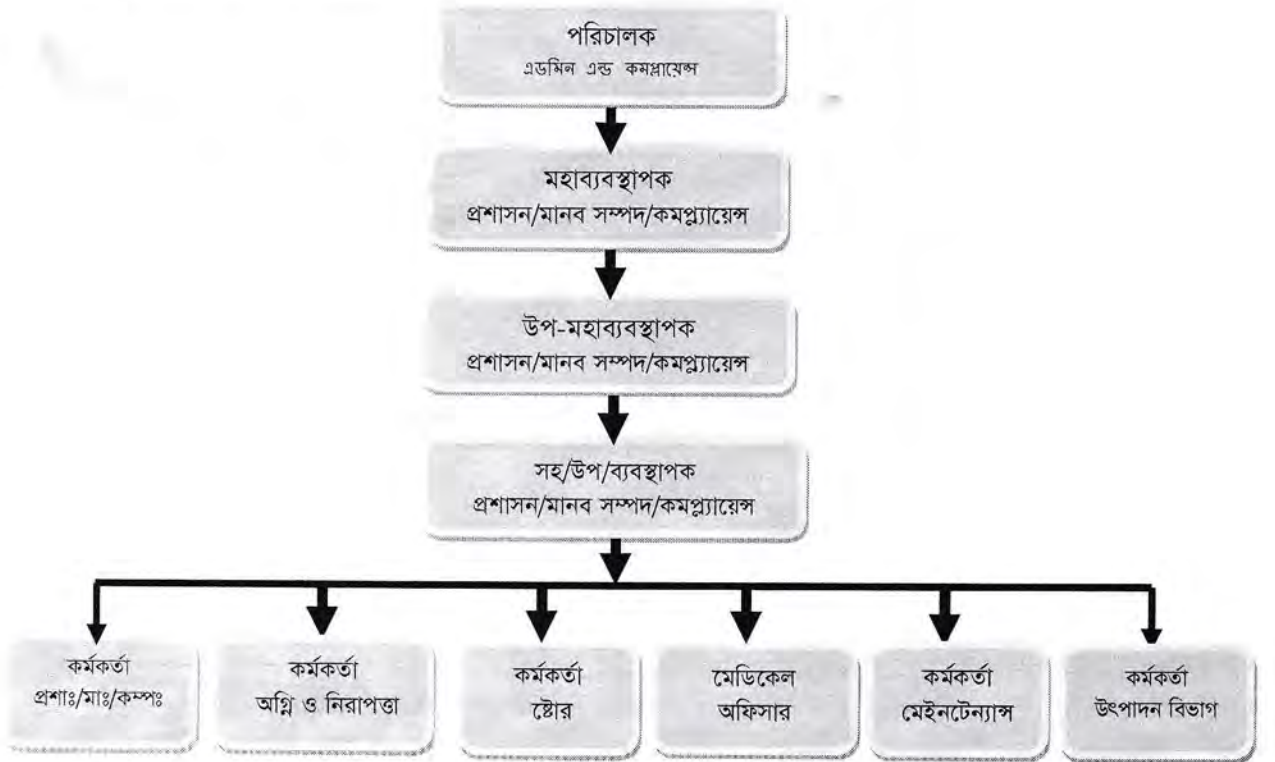 পরিচালক
এডমিন এন্ড কমপ্লায়েন্স
মহাব্যবস্থাপক
প্রশাসন/মানব সম্পদ/কমপ্ল্যায়েন্স
উপ-মহাব্যবস্থাপক
প্রশাসন/মানব সম্পদ/কমপ্ল্যায়েন্স
সহ/উপ/ব্যবস্থাপক
প্রশাসন/মানব সম্পদ/কমপ্ল্যায়েন্স
কর্মকর্তা
প্রশাঃ/মাঃ/কম্পঃ
কর্মকর্তা
অগ্নি ও নিরাপত্তা
কর্মকর্তা
ষ্টোর
মেডিকেল
অফিসার
কর্মকর্তা
মেইনটেন্যান্স
কর্মকর্তা
উৎপাদন বিভাগ